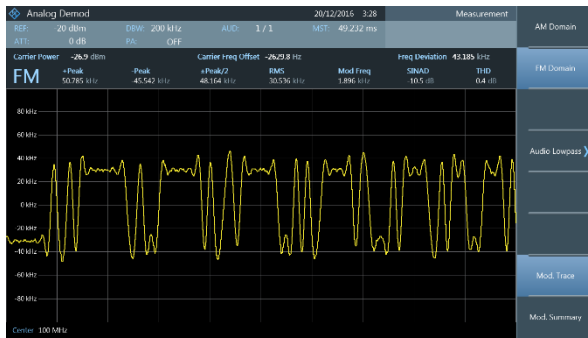 Analog Demod 20/12/2016 3:28 Measurement
REF: 20 dBm DBW: 200 kHz AUD: 1 / 1 MST: 49.232 ms
ATT: 0 dB PA: OFF
Carrier Power -26.9 dBm Carrier Freq Offset -2629.8 Hz Freq Deviation 43.185 kHz
FM
+Peak -Peak ±Peak/2 RMS Mod Freq SINAD THD
50.785 kHz -45.542 kHz 48.164 kHz 30.536 kHz 1.896 kHz -10.5 dB 0.4 dB
80 kHz
60 kHz
40 kHz
20 kHz
0 kHz
-20 kHz
-40 kHz
-60 kHz
-80 kHz
Center 100 MHz
AM Domain
FM Domain
Audio Lowpass
Mod. Trace
Mod. Summary